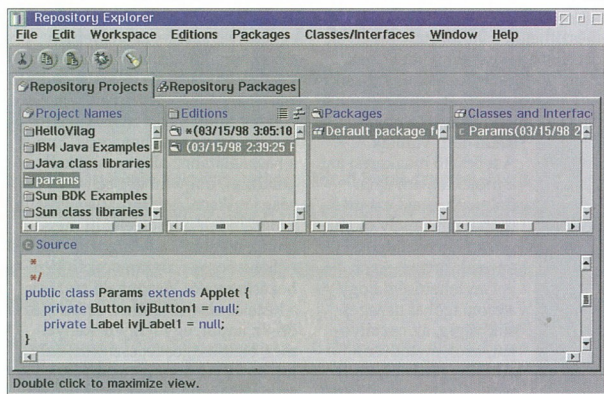 Repository Explorer
File Edit Workspace Editions Packages Classes/Interfaces Window Help
Repository Projects Repository Packages
Project Names
HelloVilag
IBM Java Examples
Java class libraries
params
Sun BDK Examples
Sun class libraries
Editions
*(03/15/98 3:05:10
(03/15/98 2:39:25
Packages
Default package
Classes and Interfac
Params(03/15/98 2
Source
*
*/
public class Params extends Applet {
private Button ivjButton1 = null;
private Label ivjLabel1 = null;
}
Double click to maximize view.